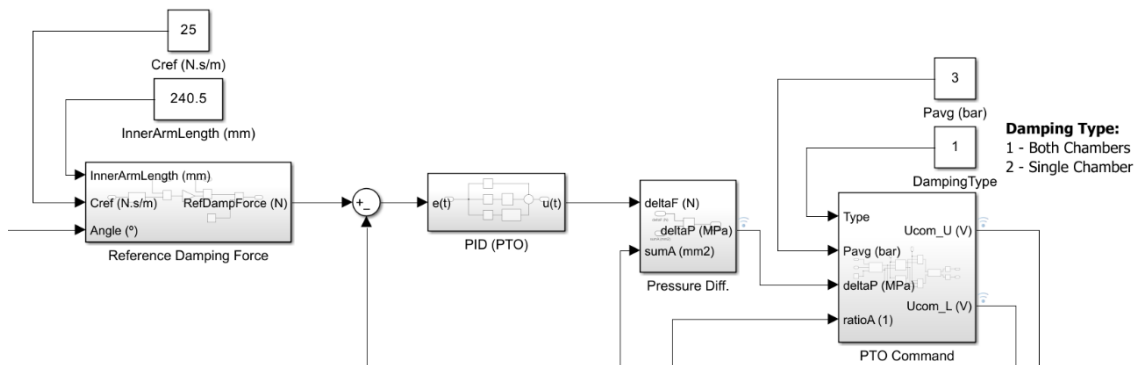 25
Cref (N.s/m)
240.5
InnerArmLength (mm)
InnerArmLength (mm)
Cref (N.s/m)
RefDampForce (N)
Angle (º)
Reference Damping Force
+
_
e(t)
u(t)
PID (PTO)
deltaF (N)
deltaP (MPa)
sumA (mm2)
Pressure Diff.
3
Pavg (bar)
1
DampingType
Damping Type:
1 - Both Chambers
2 - Single Chamber
Type
Ucom_U (V)
Pavg (bar)
deltaP (MPa)
Ucom_L (V)
ratioA (1)
PTO Command